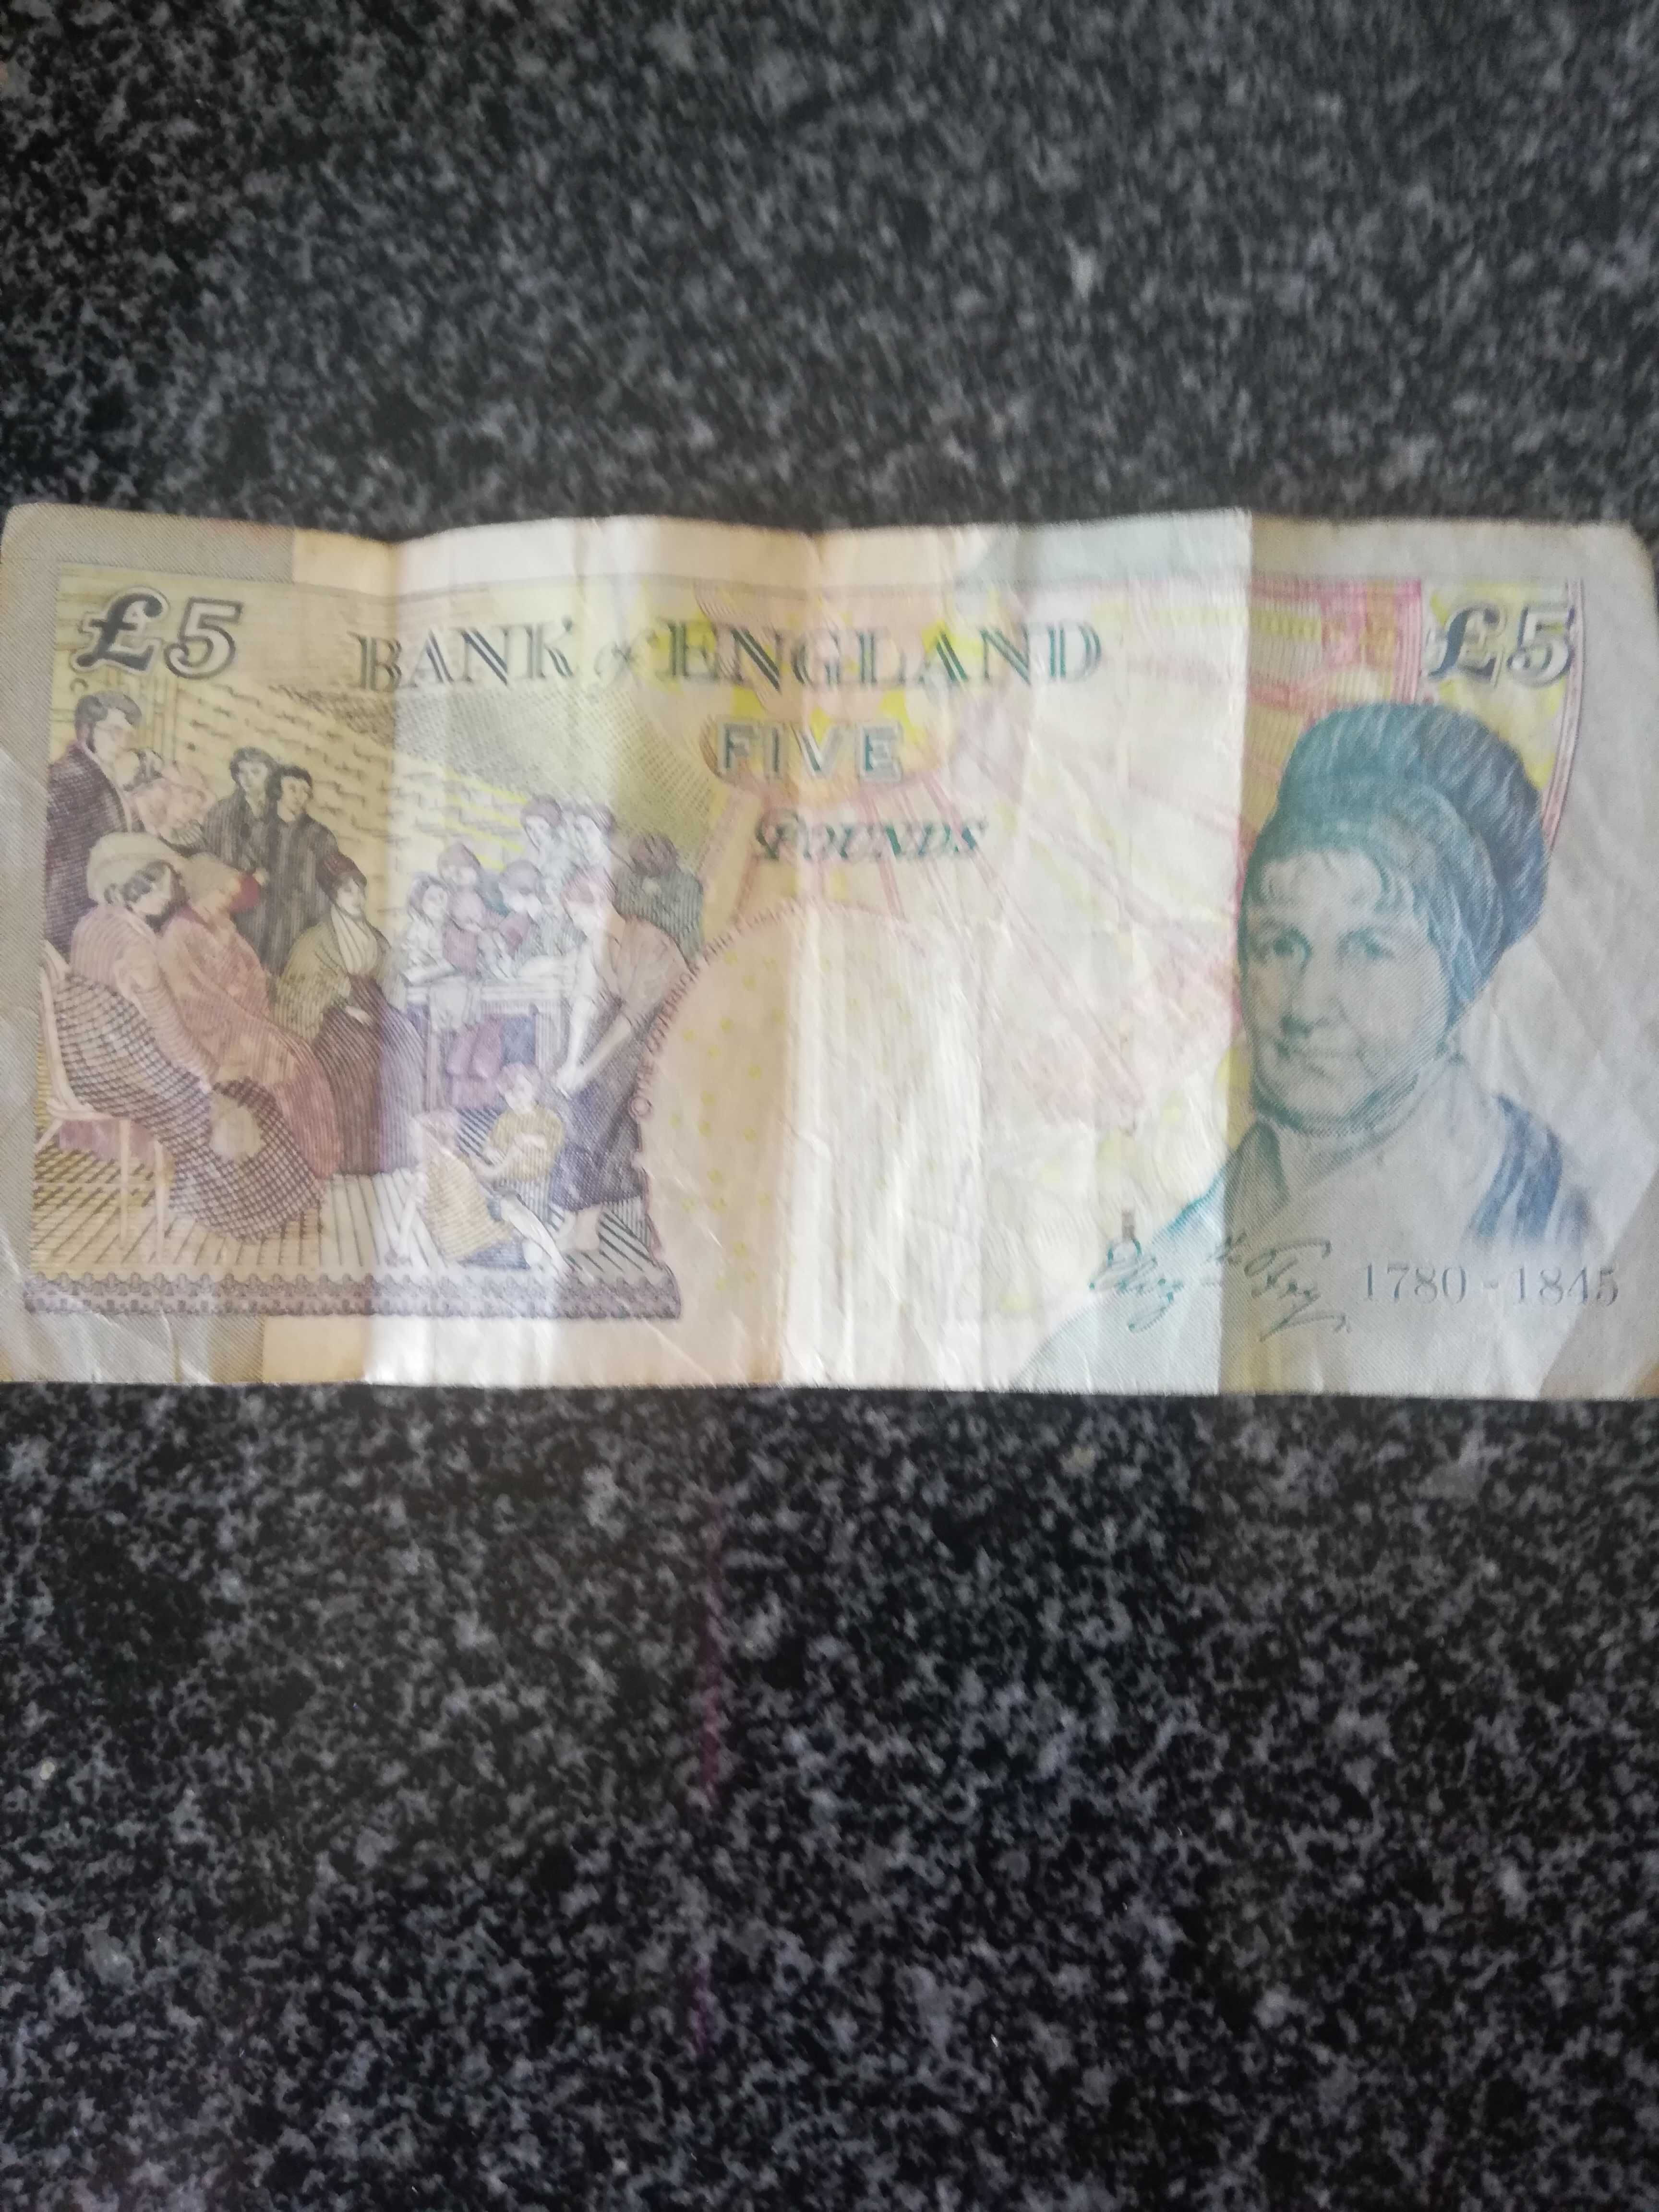 £5
BANK of ENGLAND
£5
FIVE
POUNDS
1780 - 1845